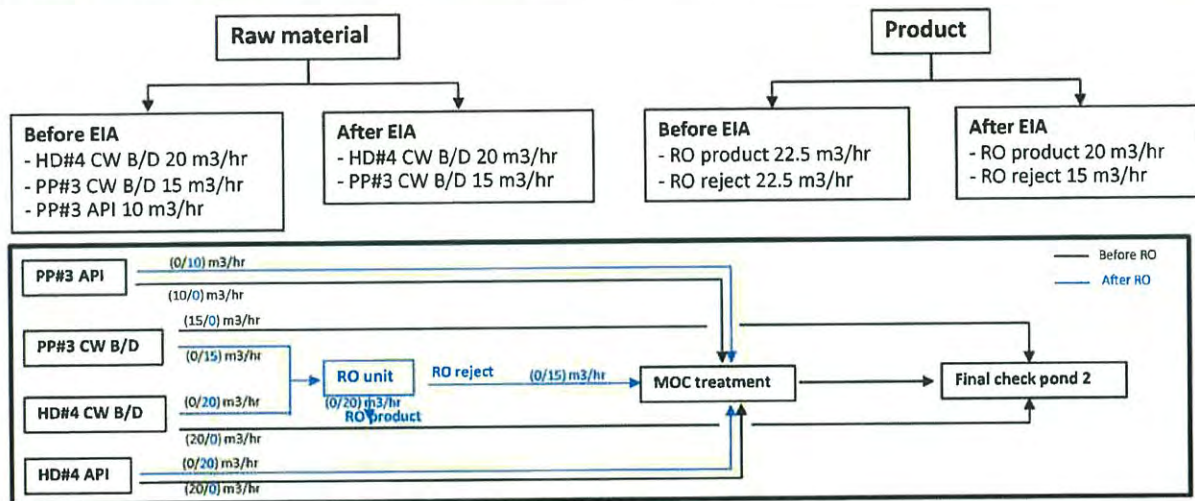 Raw material
Product
Before EIA
- HD#4 CW B/D 20 m3/hr
- PP#3 CW B/D 15 m3/hr
- PP#3 API 10 m3/hr
After EIA
- HD#4 CW B/D 20 m3/hr
- PP#3 CW B/D 15 m3/hr
Before EIA
- RO product 22.5 m3/hr
- RO reject 22.5 m3/hr
After EIA
- RO product 20 m3/hr
- RO reject 15 m3/hr
PP#3 API
(0/10) m3/hr
(10/0) m3/hr
Before RO
After RO
(15/0) m3/hr
PP#3 CW B/D
(0/15) m3/hr
RO unit
RO reject
(0/15) m3/hr
MOC treatment
Final check pond 2
HD#4 CW B/D
(0/20) m3/hr
(0/20) m3/hr
RO product
(20/0) m3/hr
HD#4 API
(0/20) m3/hr
(20/0) m3/hr